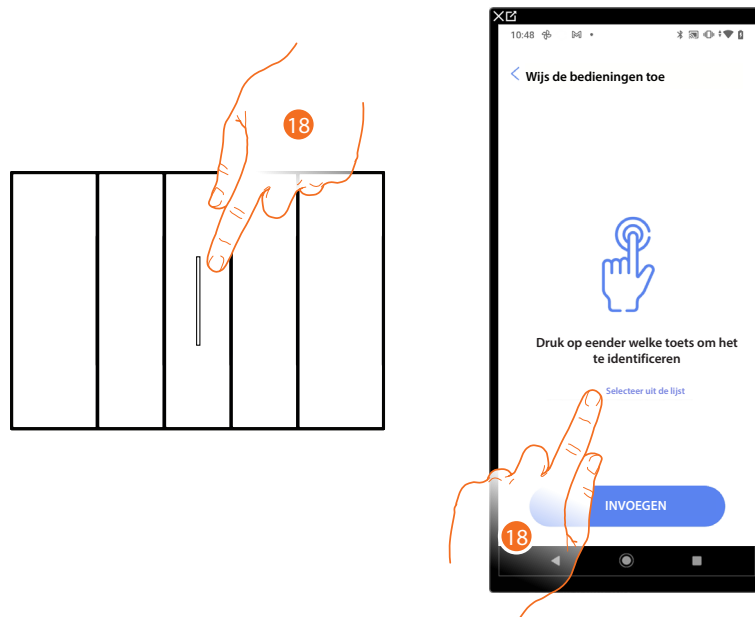 18
10:48
Wijs de bedieningen toe
Druk op eender welke toets om het
te identificeren
Selecteer uit de lijst
INVOEGEN
18